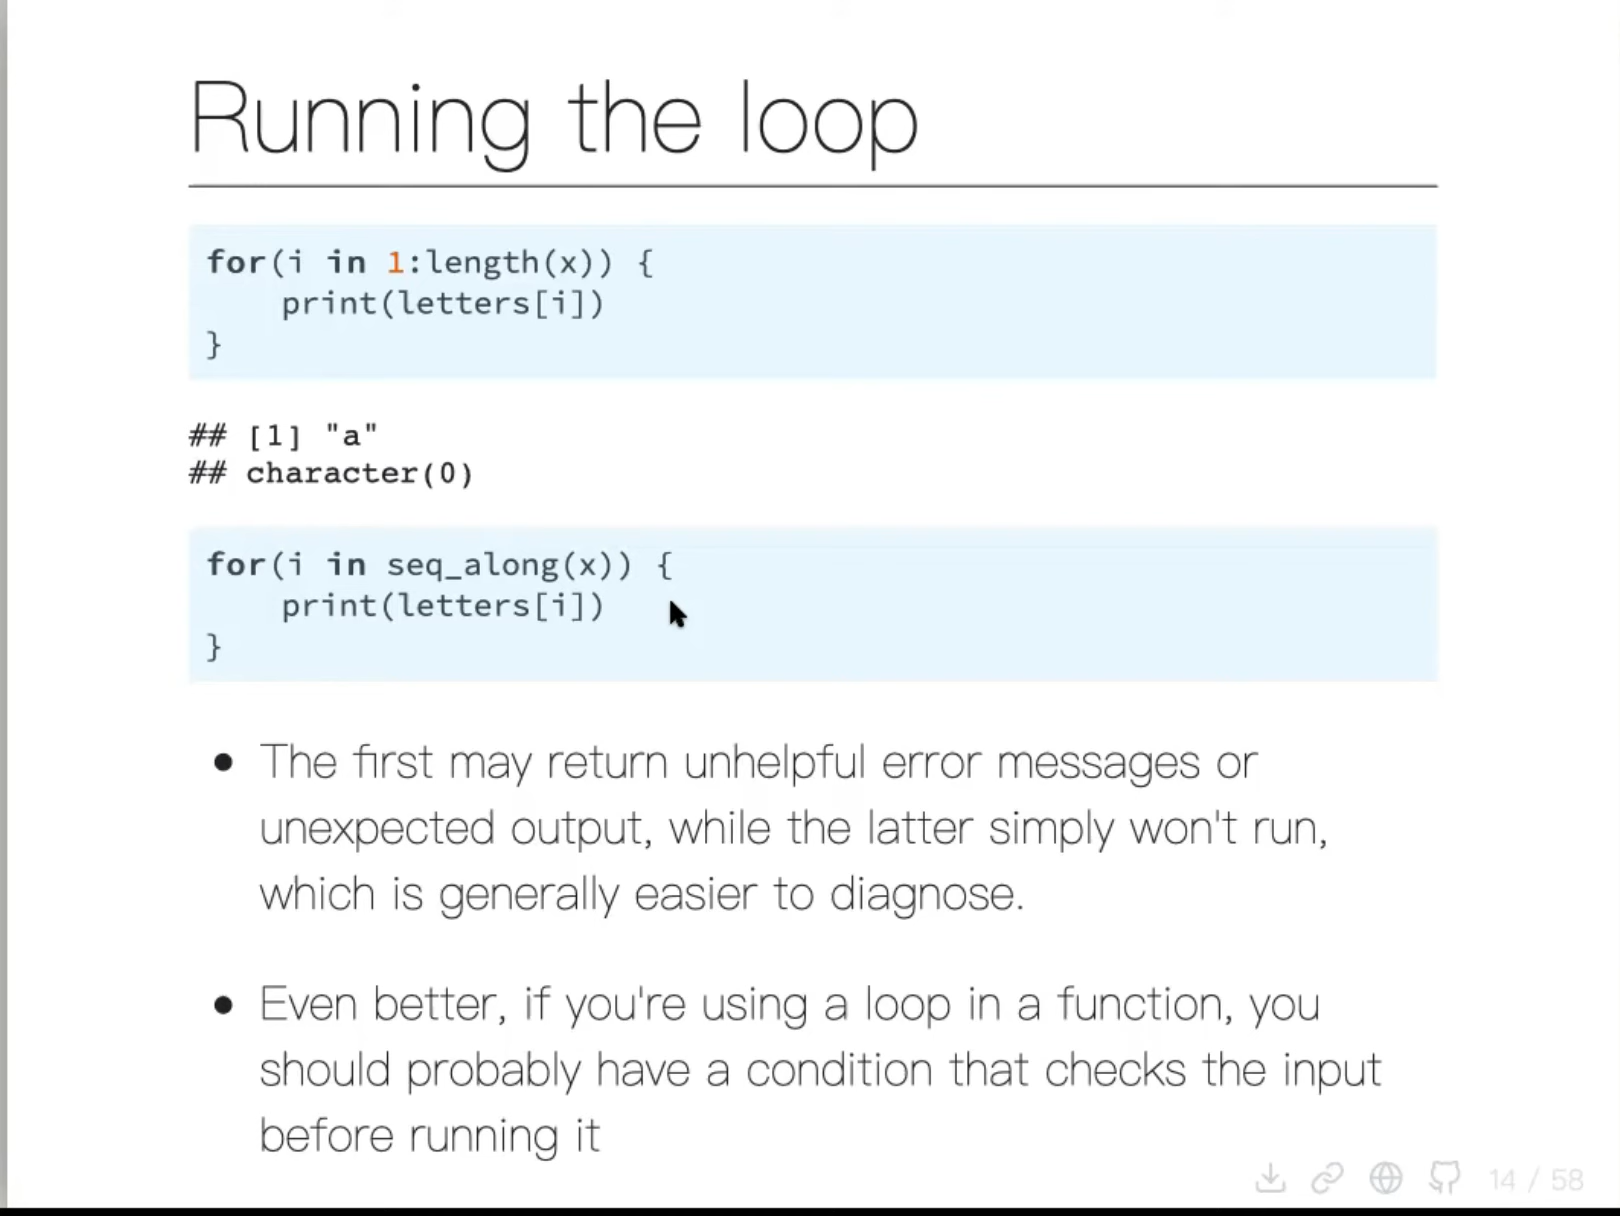 Running the loop
for(i in 1:length(x)) {
    print(letters[i])
}
## [1] "a"
## character(0)
for(i in seq_along(x)) {
    print(letters[i])
}
• The first may return unhelpful error messages or
unexpected output, while the latter simply won't run,
which is generally easier to diagnose.
• Even better, if you're using a loop in a function, you
should probably have a condition that checks the input
before running it
14 / 58